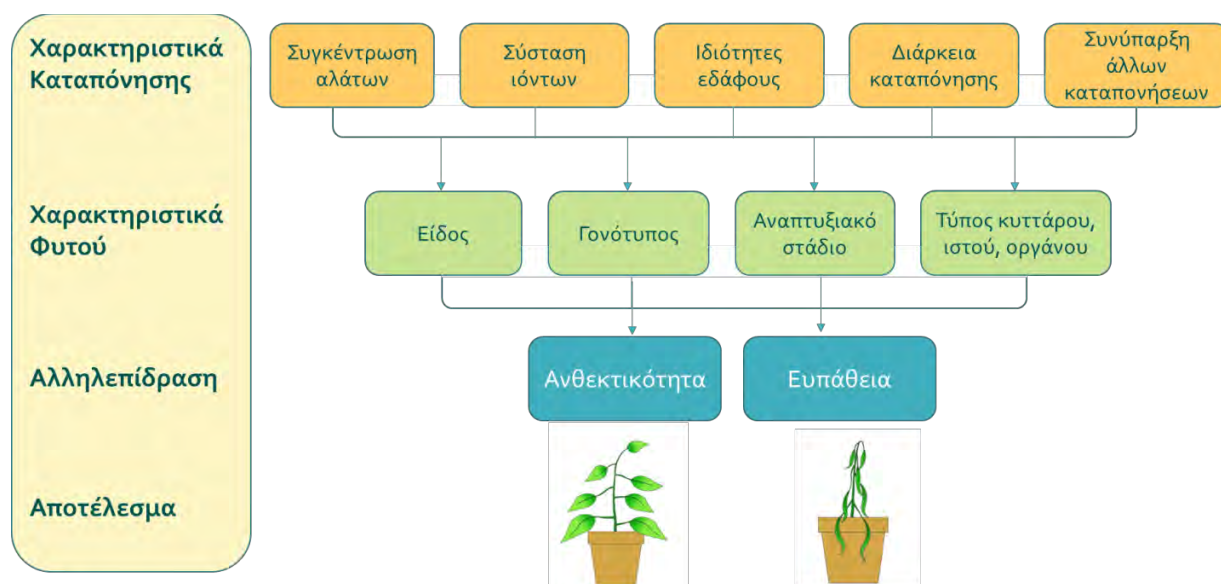 Χαρακτηριστικά
Καταπόνησης
Συγκέντρωση
αλάτων
Σύσταση
ιόντων
Ιδιότητες
εδάφους
Διάρκεια
καταπόνησης
Συνύπαρξη
άλλων
καταπονήσεων
Χαρακτηριστικά
Φυτού
Είδος
Γονότυπος
Αναπτυξιακό
στάδιο
Τύπος κυττάρου,
ιστού, οργάνου
Αλληλεπίδραση
Ανθεκτικότητα
Ευπάθεια
Αποτέλεσμα